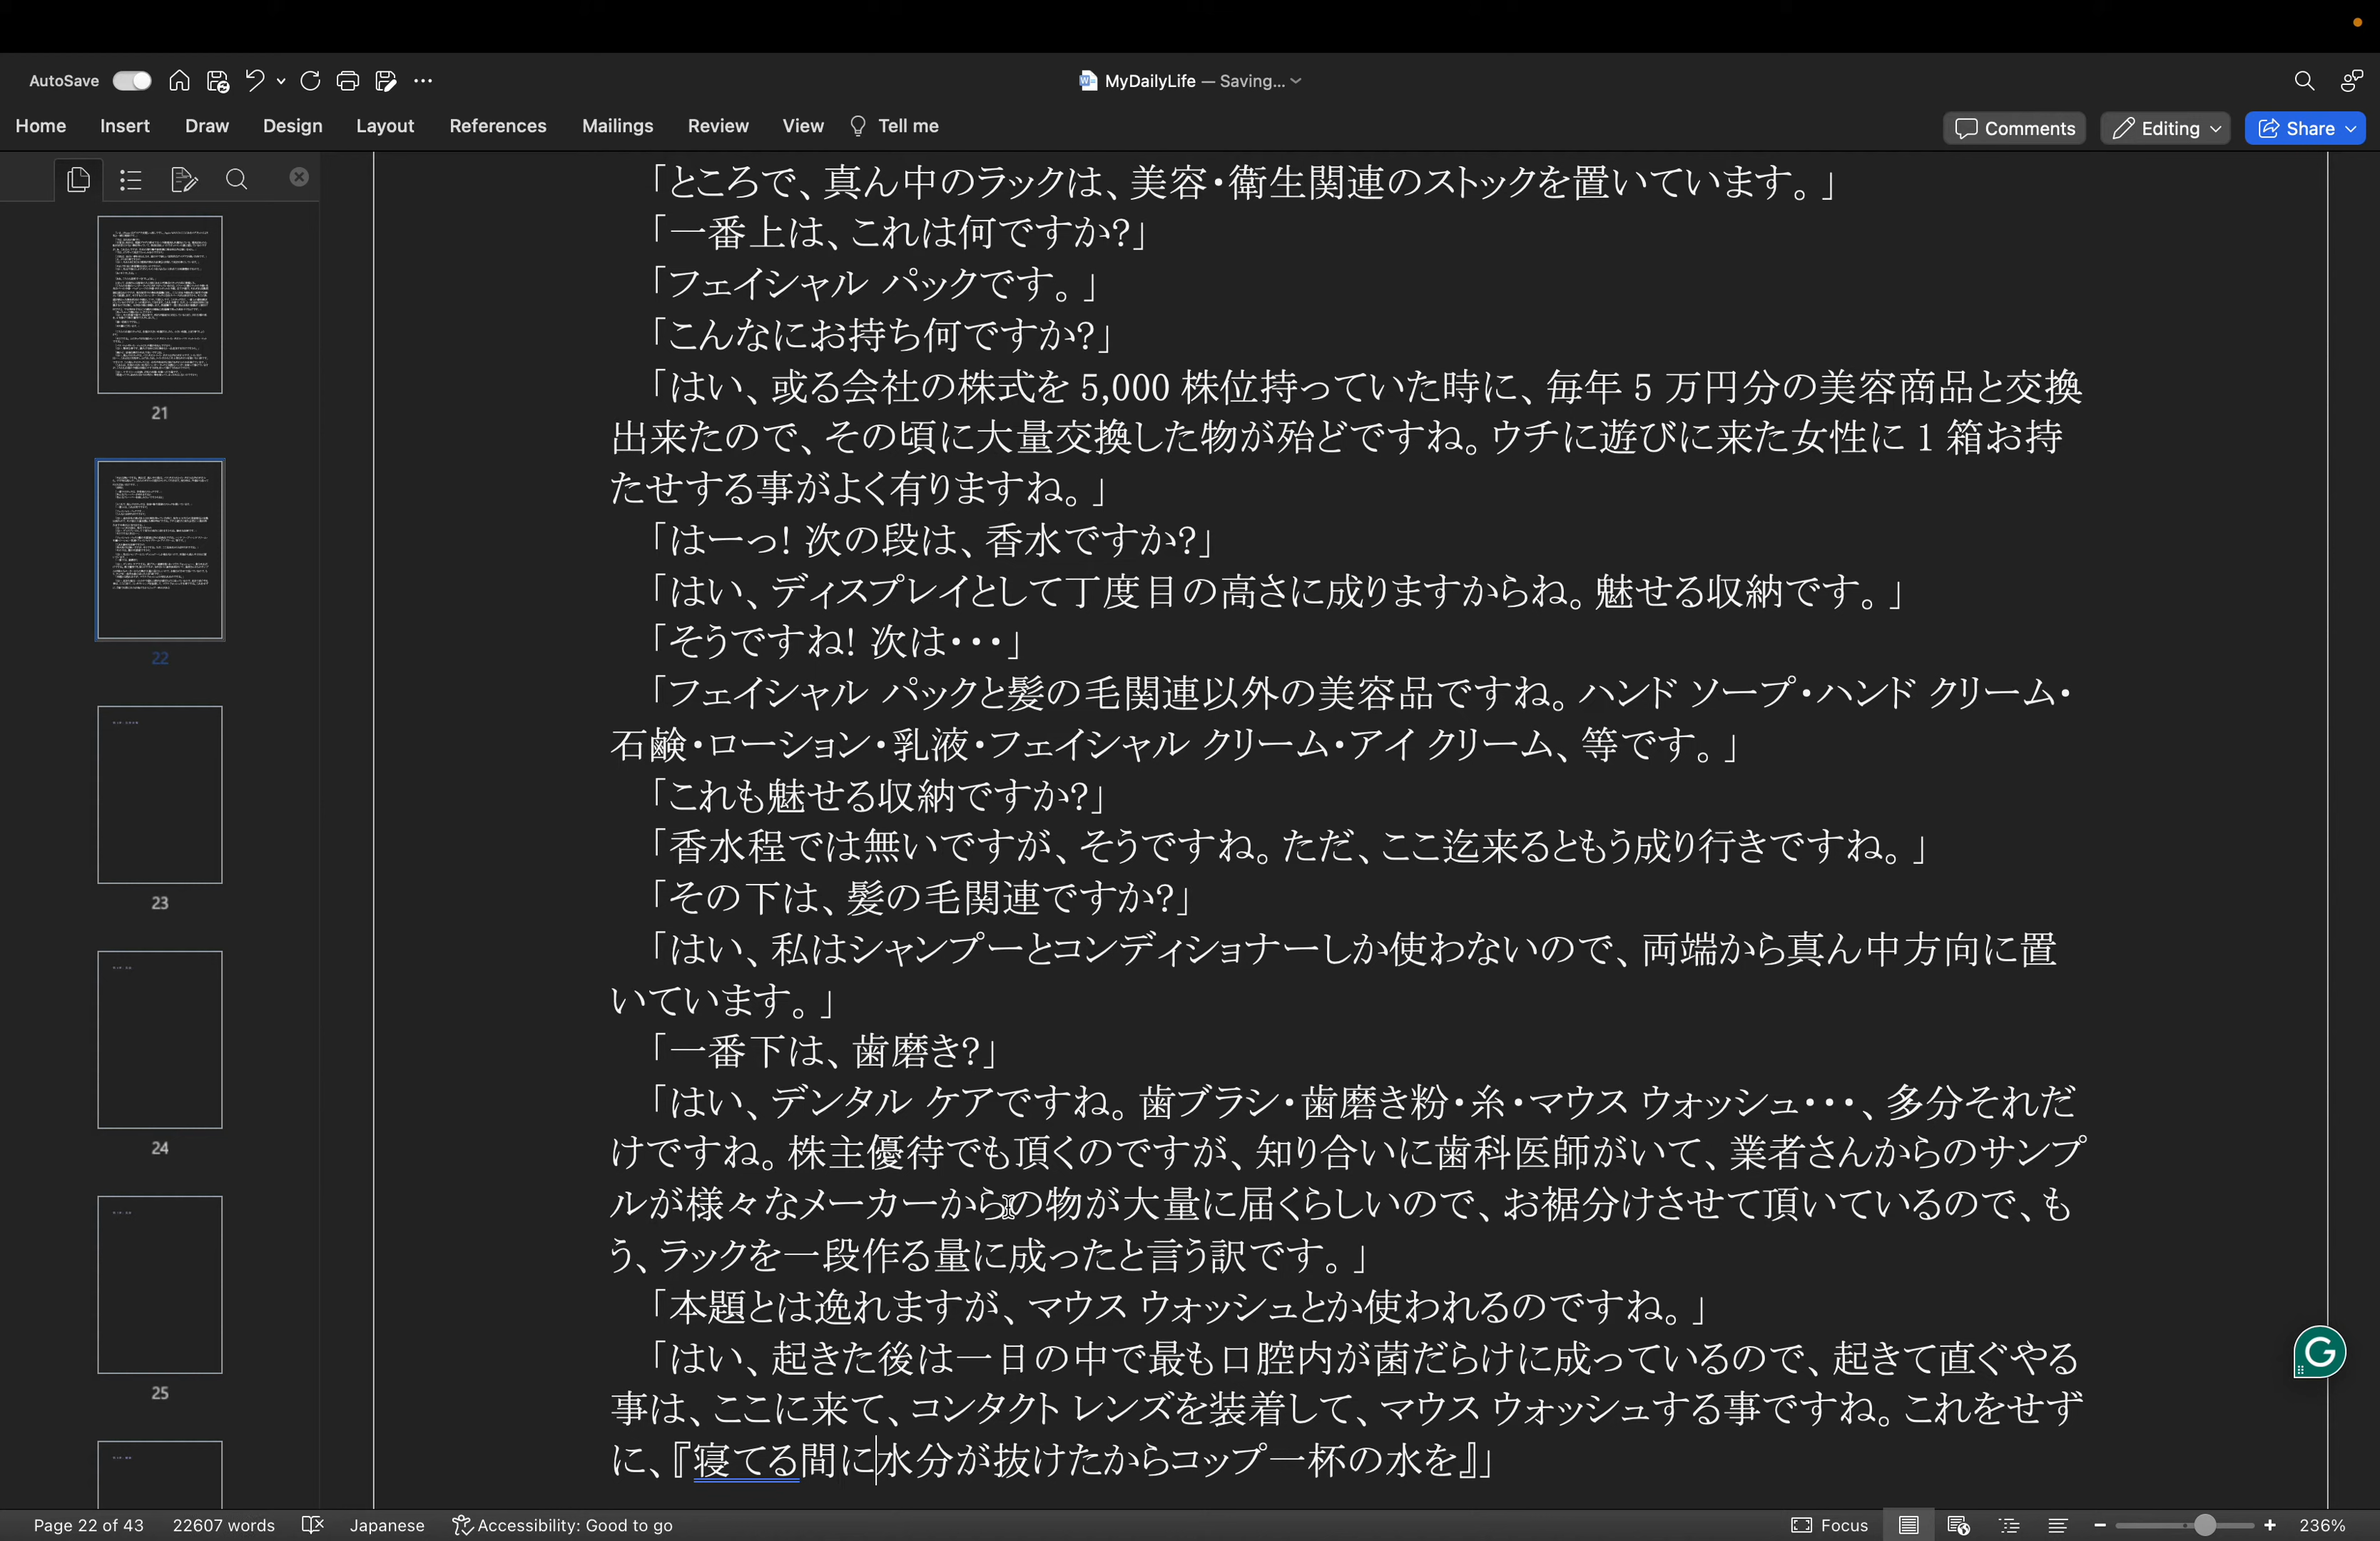 AutoSave
MyDailyLife — Saving...
Home Insert Draw Design Layout References Mailings Review View Tell me
Comments Editing Share
「ところで、真ん中のラックは、美容・衛生関連のストックを置いています。」
「一番上は、これは何ですか?」
「フェイシャル パックです。」
「こんなにお持ち何ですか?」
「はい、或る会社の株式を 5,000 株位持っていた時に、毎年 5 万円分の美容商品と交換
出来たので、その頃に大量交換した物が殆どですね。ウチに遊びに来た女性に 1 箱お持
たせする事がよく有りますね。」
「はーっ! 次の段は、香水ですか?」
「はい、ディスプレイとして丁度目の高さに成りますからね。魅せる収納です。」
「そうですね! 次は・・・」
「フェイシャル パックと髪の毛関連以外の美容品ですね。ハンド ソープ・ハンド クリーム・
石鹸・ローション・乳液・フェイシャル クリーム・アイ クリーム、等です。」
「これも魅せる収納ですか?」
「香水程では無いですが、そうですね。ただ、ここ迄来るともう成り行きですね。」
「その下は、髪の毛関連ですか?」
「はい、私はシャンプーとコンディショナーしか使わないので、両端から真ん中方向に置
いています。」
「一番下は、歯磨き?」
「はい、デンタル ケアですね。歯ブラシ・歯磨き粉・糸・マウス ウォッシュ・・・、多分それだ
けですね。株主優待でも頂くのですが、知り合いに歯科医師がいて、業者さんからのサンプ
ルが様々なメーカーからの物が大量に届くらしいので、お裾分けさせて頂いているので、も
う、ラックを一段作る量に成ったと言う訳です。」
「本題とは逸れますが、マウス ウォッシュとか使われるのですね。」
「はい、起きた後は一日の中で最も口腔内が菌だらけに成っているので、起きて直ぐやる
事は、ここに来て、コンタクト レンズを装着して、マウス ウォッシュする事ですね。これをせず
に、『寝てる間に水分が抜けたからコップ一杯の水を』」
21
22
23
24
25
Page 22 of 43 22607 words Japanese Accessibility: Good to go Focus 236%